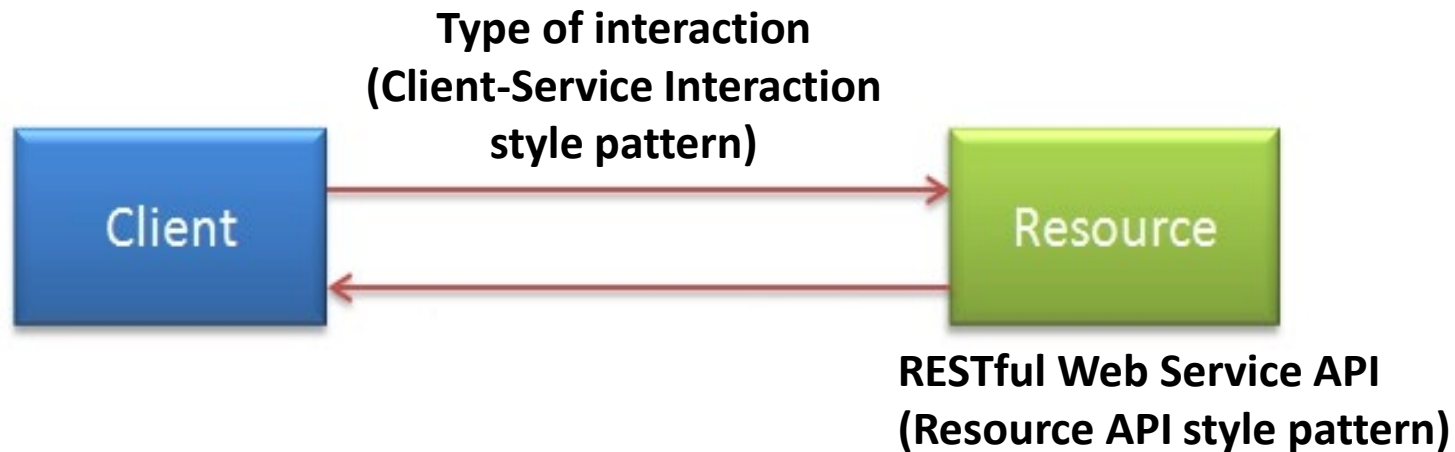 Type of interaction
(Client-Service Interaction
style pattern)
Client
Resource
RESTful Web Service API
(Resource API style pattern)